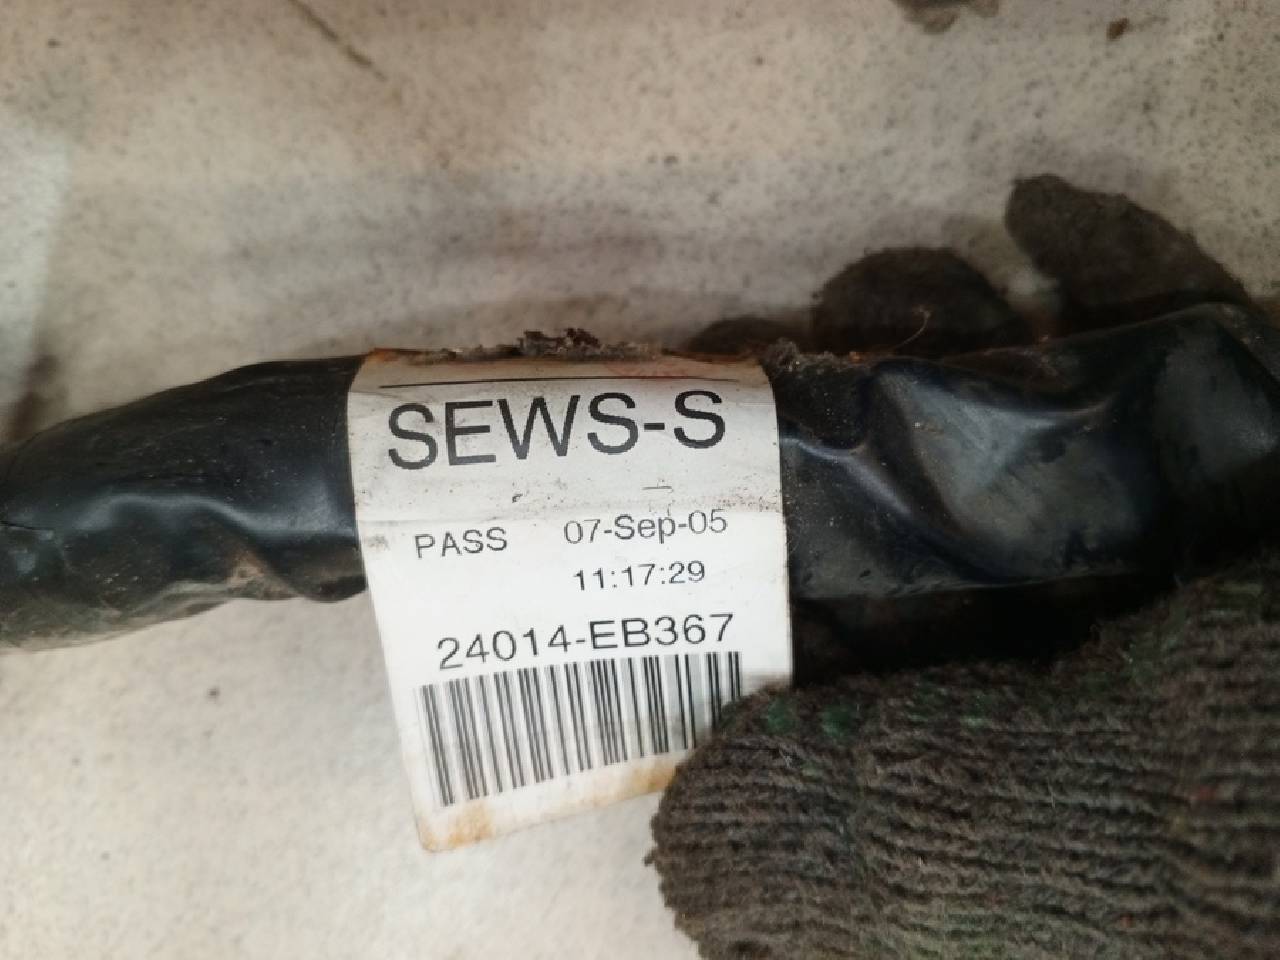 SEWS-S
PASS 07-Sep-05
11:17:29
24014-EB367